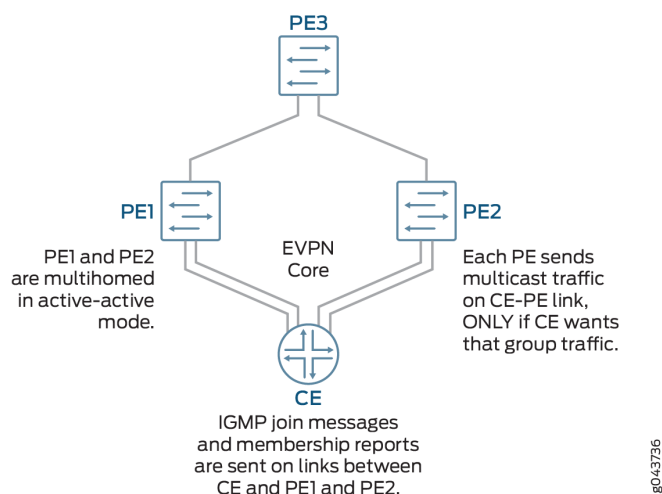 PE3
PE1
PE2
PE1 and PE2
are multihomed
in active-active
mode.
EVPN
Core
Each PE sends
multicast traffic
on CE-PE link,
ONLY if CE wants
that group traffic.
CE
IGMP join messages
and membership reports
are sent on links between
CE and PE1 and PE2.
g043736